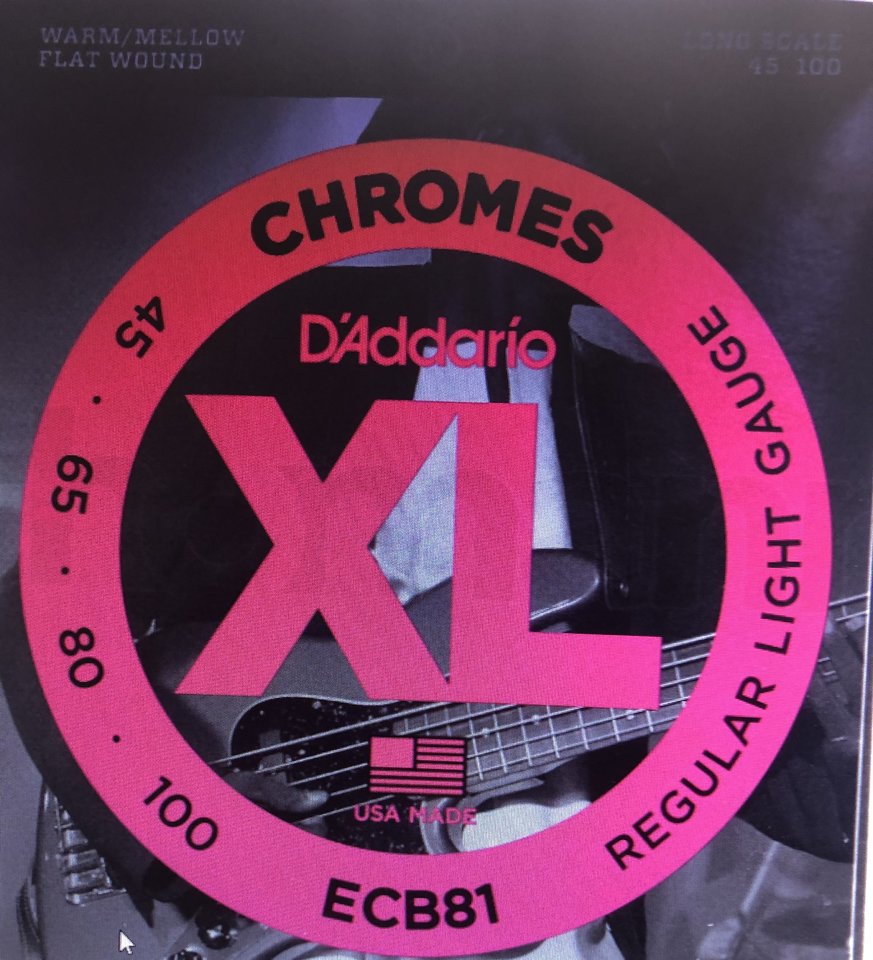 WARM/MELLOW
FLAT WOUND
LONG SCALE
45 100
CHROMES
45 • 65 • 80 • 100
REGULAR LIGHT GAUGE
D'Addarío
XL
USA MADE
ECB81